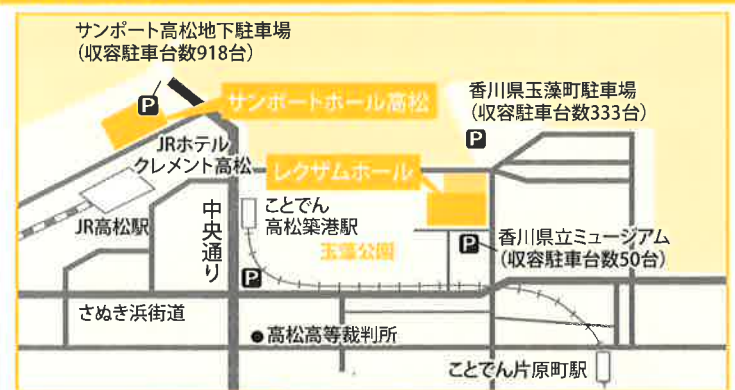 サンポート高松地下駐車場
（収容駐車台数918台）
P
サンポートホール高松
香川県玉藻町駐車場
（収容駐車台数333台）
P
JRホテル
クレメント高松
レクザムホール
JR高松駅
中央通り
ことでん
高松築港駅
玉藻公園
P
香川県立ミュージアム
（収容駐車台数50台）
P
さぬき浜街道
●高松高等裁判所
ことでん片原町駅